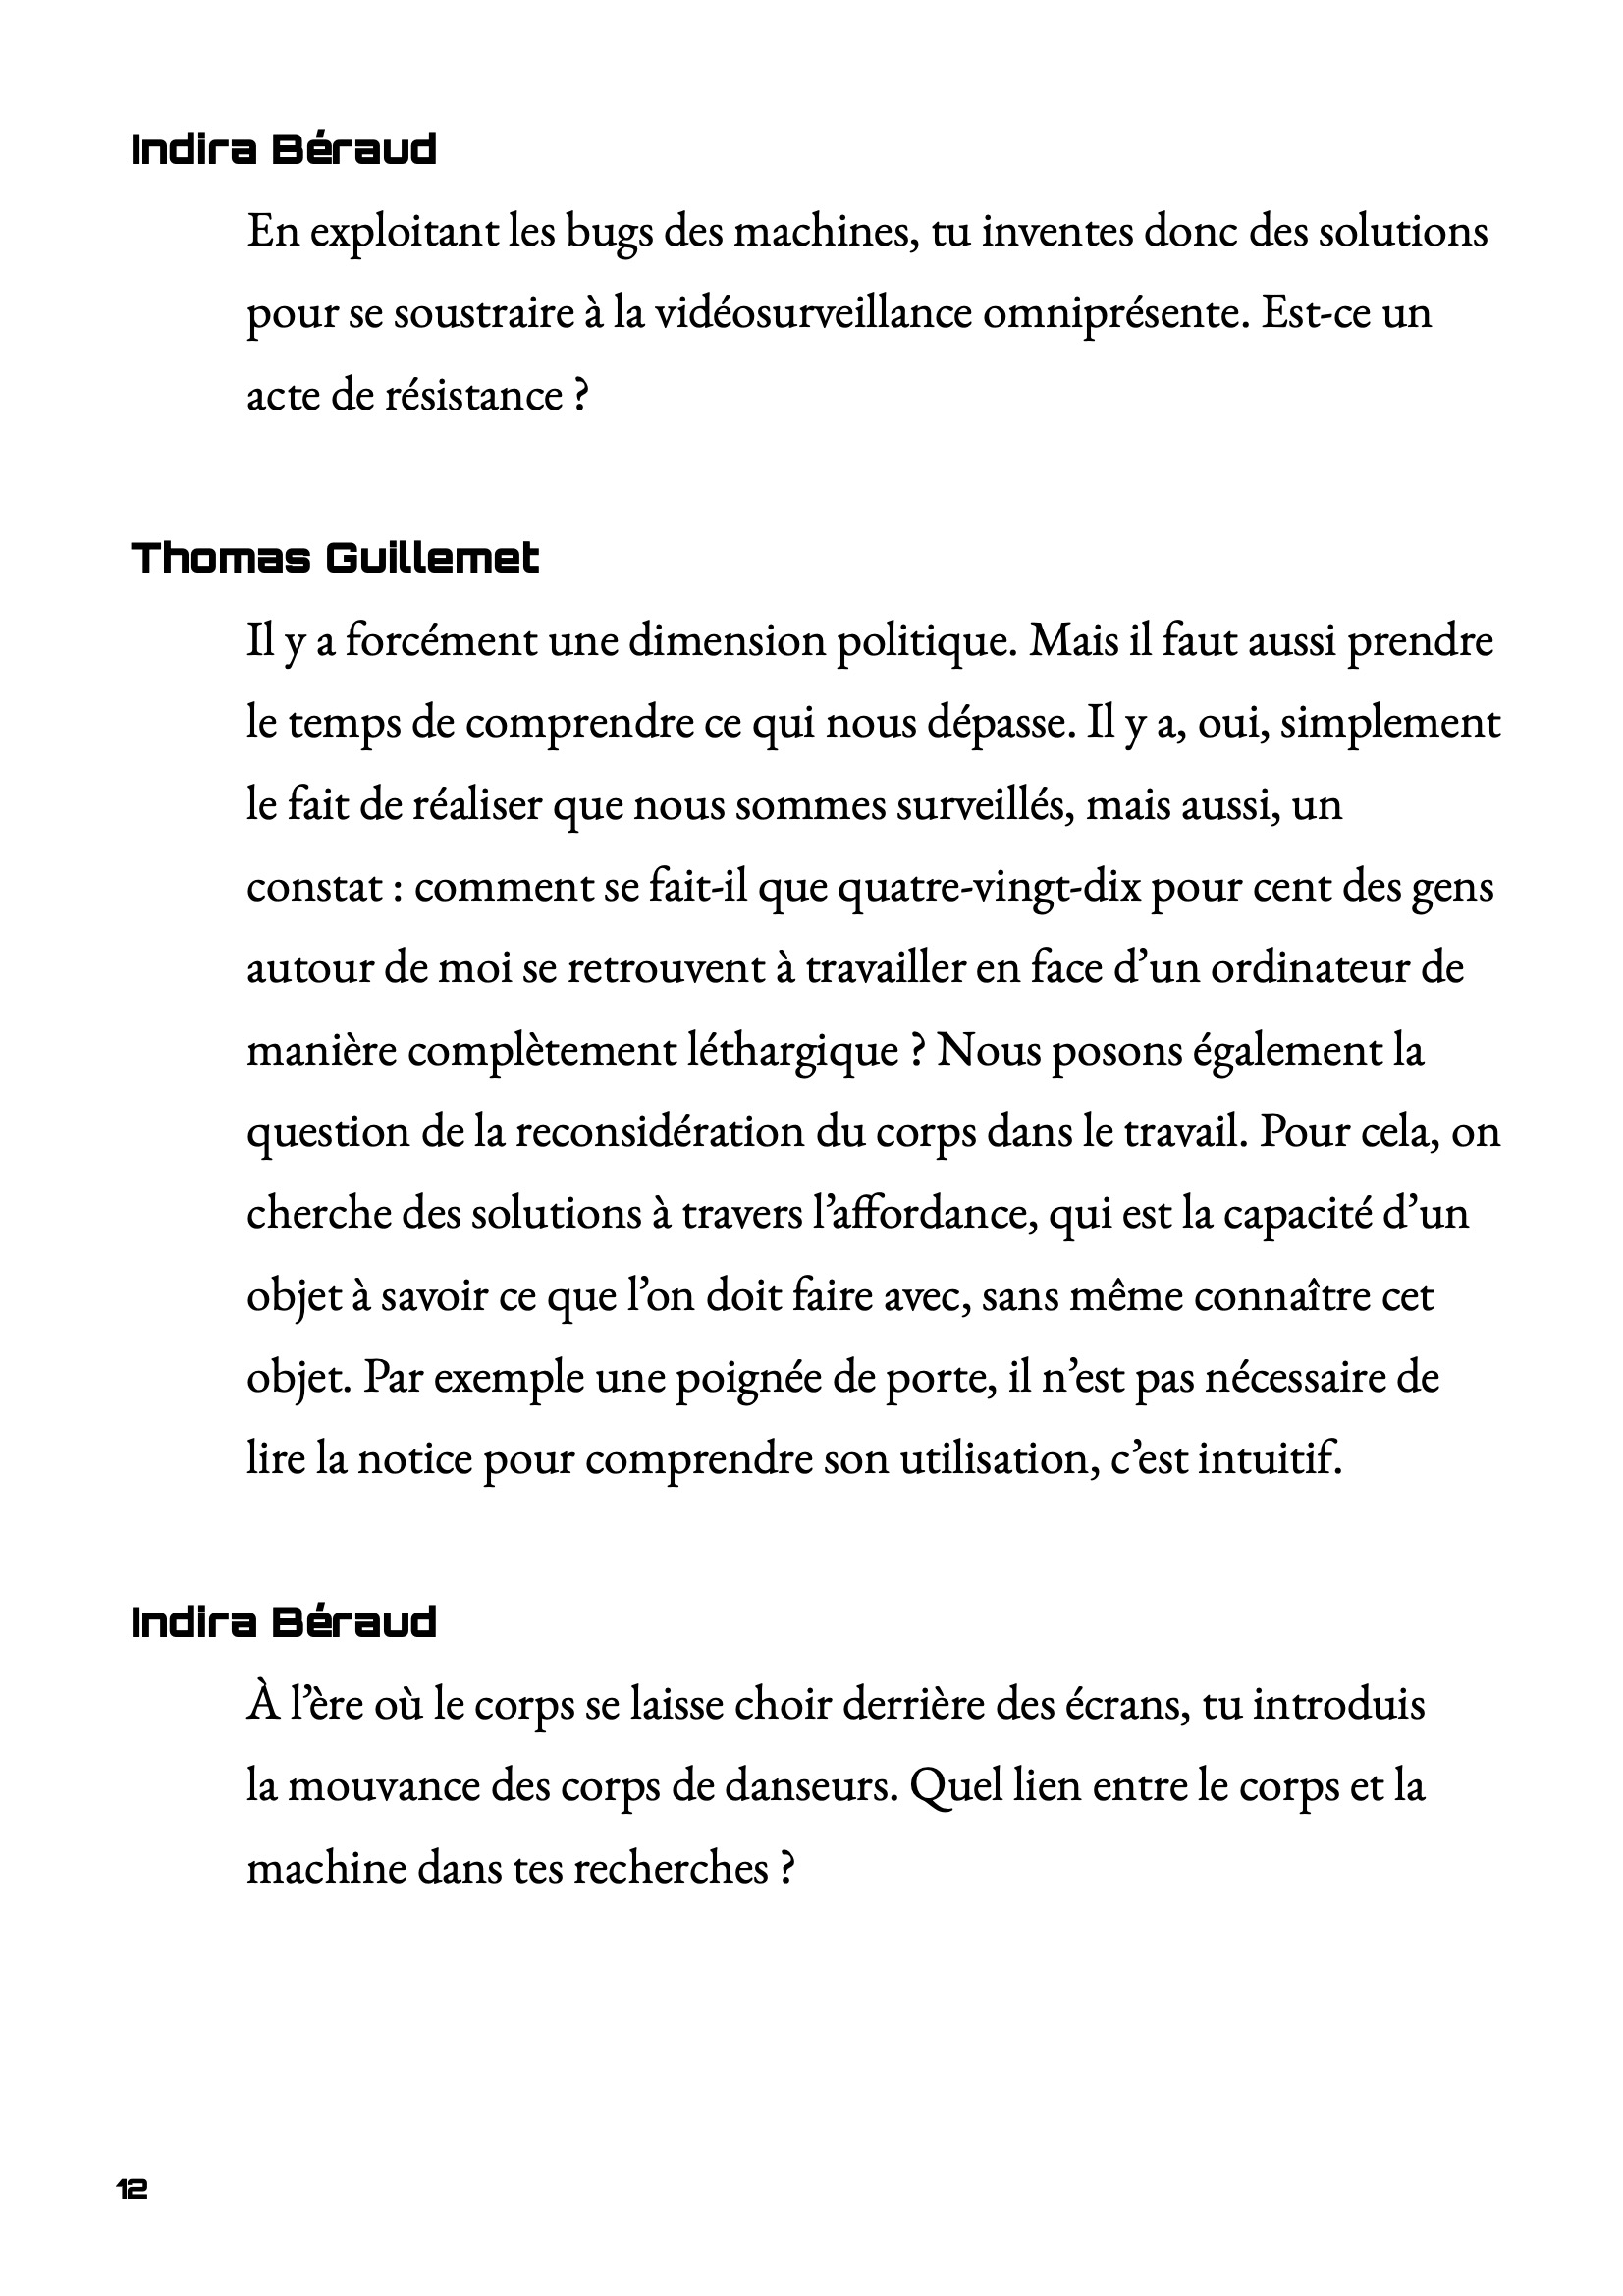 Indira Béraud
En exploitant les bugs des machines, tu inventes donc des solutions
pour se soustraire à la vidéosurveillance omniprésente. Est-ce un
acte de résistance ?
Thomas Guillemet
Il y a forcément une dimension politique. Mais il faut aussi prendre
le temps de comprendre ce qui nous dépasse. Il y a, oui, simplement
le fait de réaliser que nous sommes surveillés, mais aussi, un
constat : comment se fait-il que quatre-vingt-dix pour cent des gens
autour de moi se retrouvent à travailler en face d’un ordinateur de
manière complètement léthargique ? Nous posons également la
question de la reconsidération du corps dans le travail. Pour cela, on
cherche des solutions à travers l’affordance, qui est la capacité d’un
objet à savoir ce que l’on doit faire avec, sans même connaître cet
objet. Par exemple une poignée de porte, il n’est pas nécessaire de
lire la notice pour comprendre son utilisation, c’est intuitif.
Indira Béraud
À l’ère où le corps se laisse choir derrière des écrans, tu introduis
la mouvance des corps de danseurs. Quel lien entre le corps et la
machine dans tes recherches ?
12